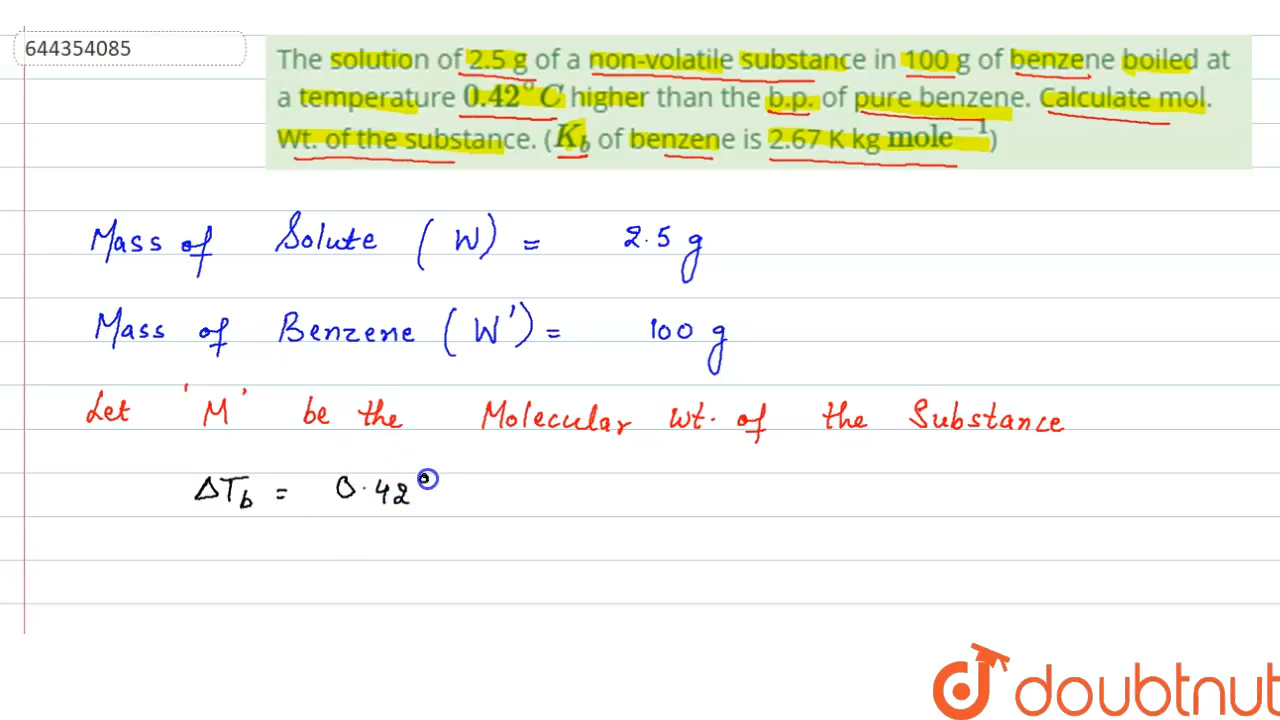 644354085
The solution of 2.5 g of a non-volatile substance in 100 g of benzene boiled at
a temperature 0.42° C higher than the b.p. of pure benzene. Calculate mol.
Wt. of the substance. (K_b of benzene is 2.67 K kg mole⁻¹)
Mass of Solute (W) = 2.5 g
Mass of Benzene (W') = 100 g
Let 'M' be the Molecular Wt. of the Substance
ΔT_b = 0.42°
doubtnut